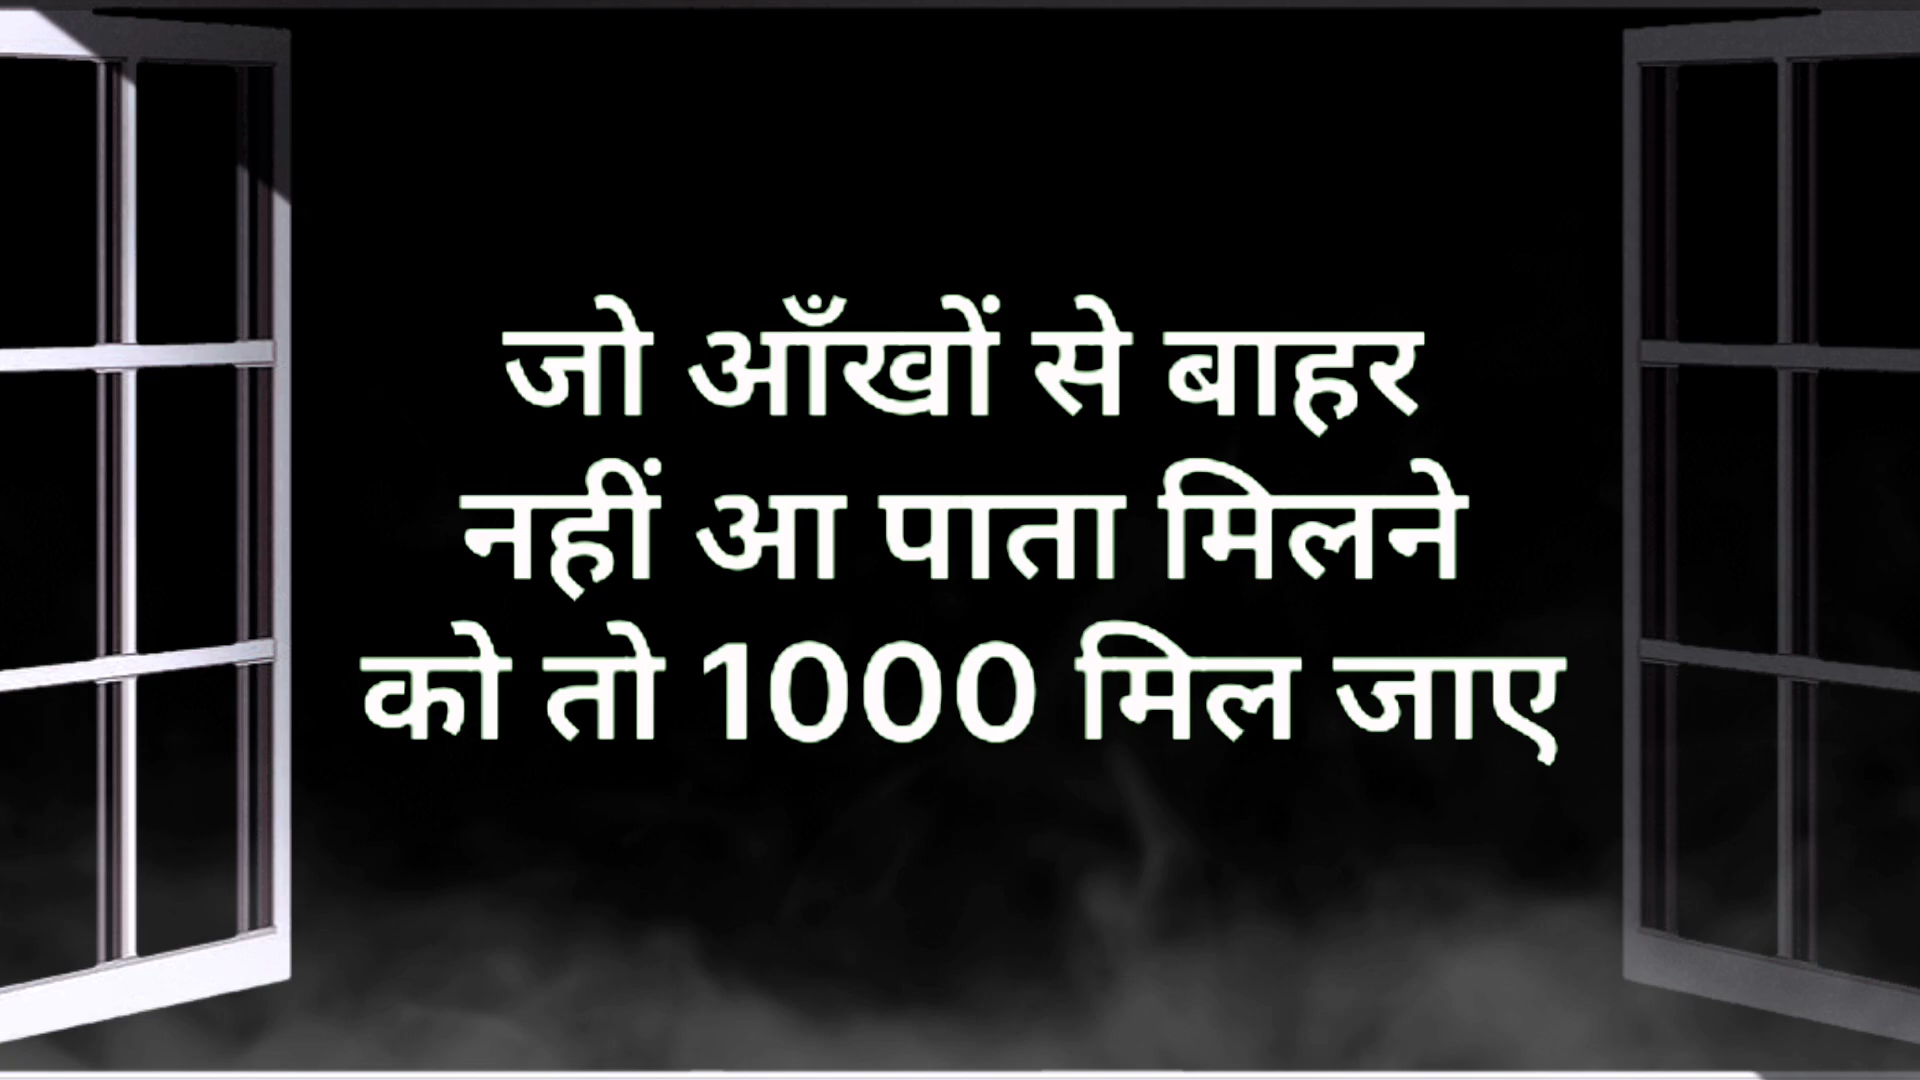 जो आँखों से बाहर
नहीं आ पाता मिलने
को तो 1000 मिल जाए